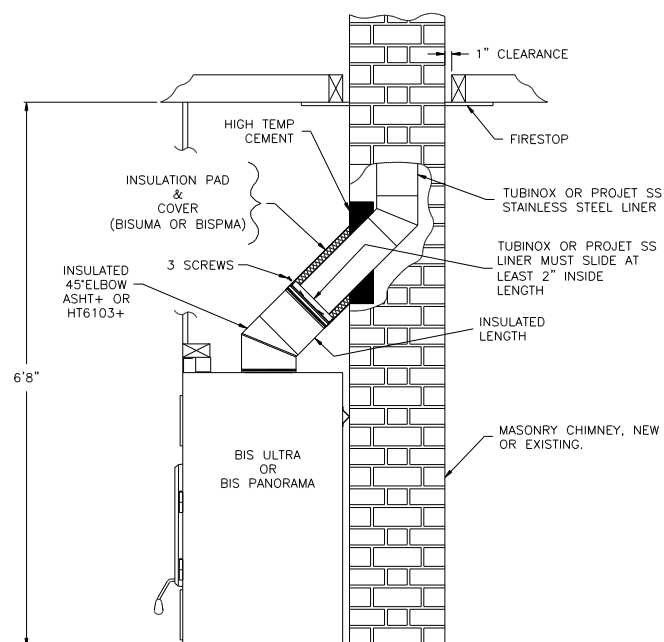 1" CLEARANCE
FIRESTOP
HIGH TEMP
CEMENT
INSULATION PAD
&
COVER
(BISUMA OR BISPMA)
TUBINOX OR PROJET SS
STAINLESS STEEL LINER
3 SCREWS
TUBINOX OR PROJET SS
LINER MUST SLIDE AT
LEAST 2" INSIDE
LENGTH
INSULATED
45°ELBOW
ASHT+ OR
HT6103+
INSULATED
LENGTH
6'8"
MASONRY CHIMNEY, NEW
OR EXISTING.
BIS ULTRA
OR
BIS PANORAMA